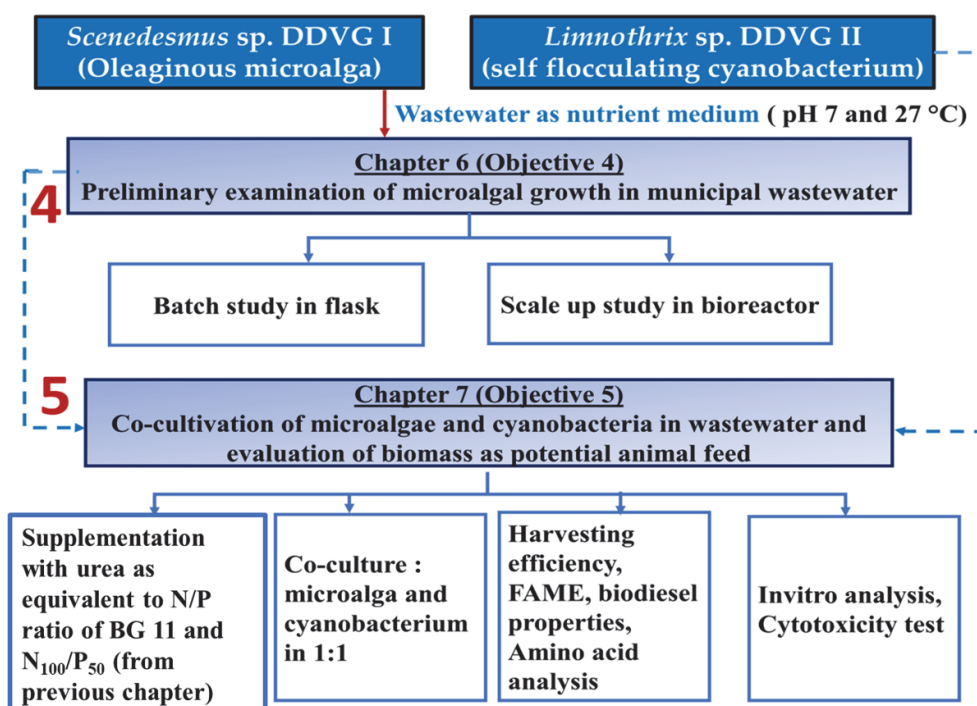 Scenedesmus sp. DDVG I
(Oleaginous microalga)
Limnothrix sp. DDVG II
(self flocculating cyanobacterium)
Wastewater as nutrient medium ( pH 7 and 27 °C)
Chapter 6 (Objective 4)
Preliminary examination of microalgal growth in municipal wastewater
4
Batch study in flask
Scale up study in bioreactor
5
Chapter 7 (Objective 5)
Co-cultivation of microalgae and cyanobacteria in wastewater and
evaluation of biomass as potential animal feed
Supplementation
with urea as
equivalent to N/P
ratio of BG 11 and
N₁₀₀/P₅₀ (from
previous chapter)
Co-culture :
microalga and
cyanobacterium
in 1:1
Harvesting
efficiency,
FAME, biodiesel
properties,
Amino acid
analysis
Invitro analysis,
Cytotoxicity test